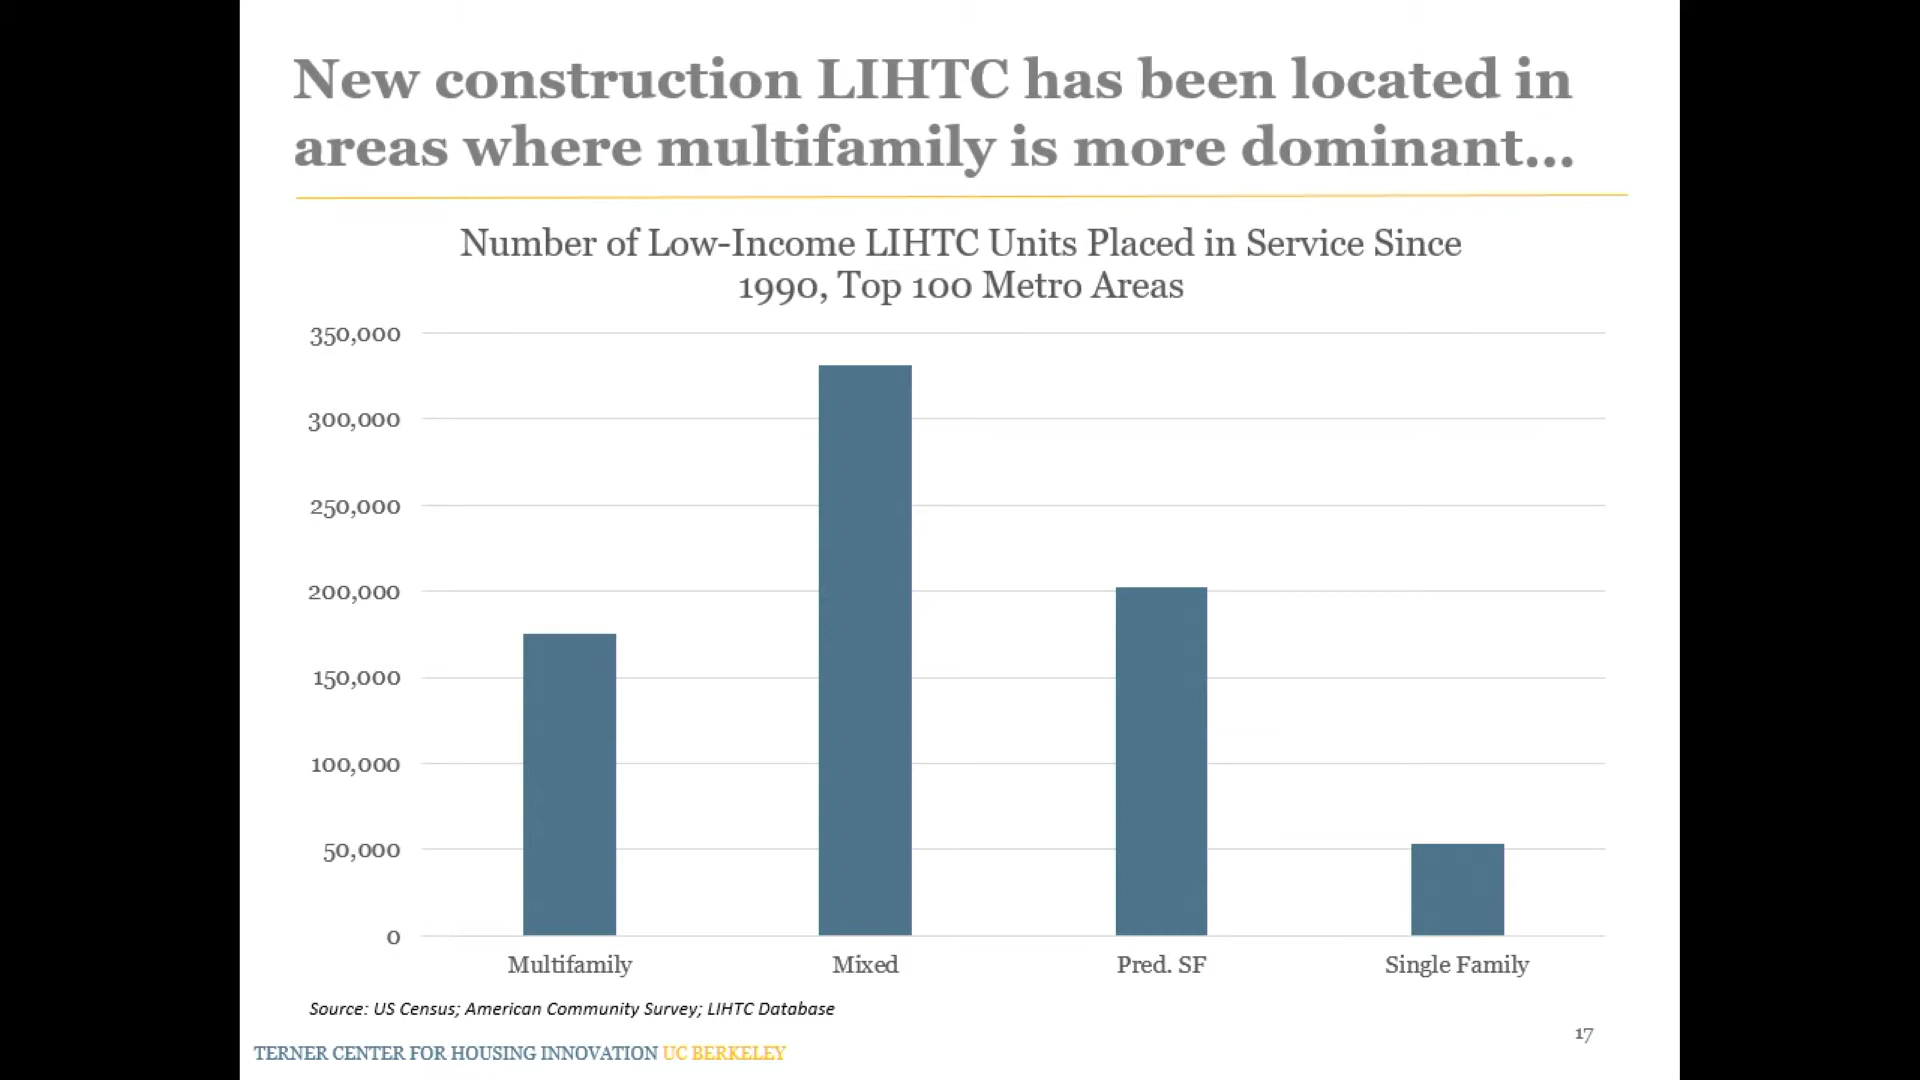 New construction LIHTC has been located in
areas where multifamily is more dominant...
Number of Low-Income LIHTC Units Placed in Service Since
1990, Top 100 Metro Areas
350,000
300,000
250,000
200,000
150,000
100,000
50,000
0
Multifamily
Mixed
Pred. SF
Single Family
Source: US Census; American Community Survey; LIHTC Database
17
TERNER CENTER FOR HOUSING INNOVATION UC BERKELEY